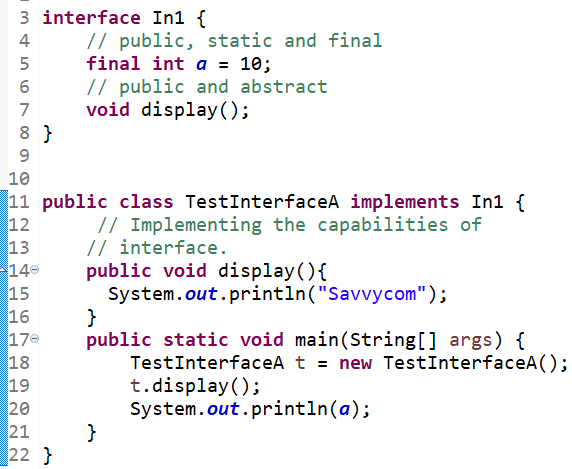 3 interface In1 {
4 // public, static and final
5 final int a = 10;
6 // public and abstract
7 void display();
8 }
9
10
11 public class TestInterfaceA implements In1 {
12 // Implementing the capabilities of
13 // interface.
14 public void display(){
15 System.out.println("Savvycom");
16 }
17 public static void main(String[] args) {
18 TestInterfaceA t = new TestInterfaceA();
19 t.display();
20 System.out.println(a);
21 }
22 }